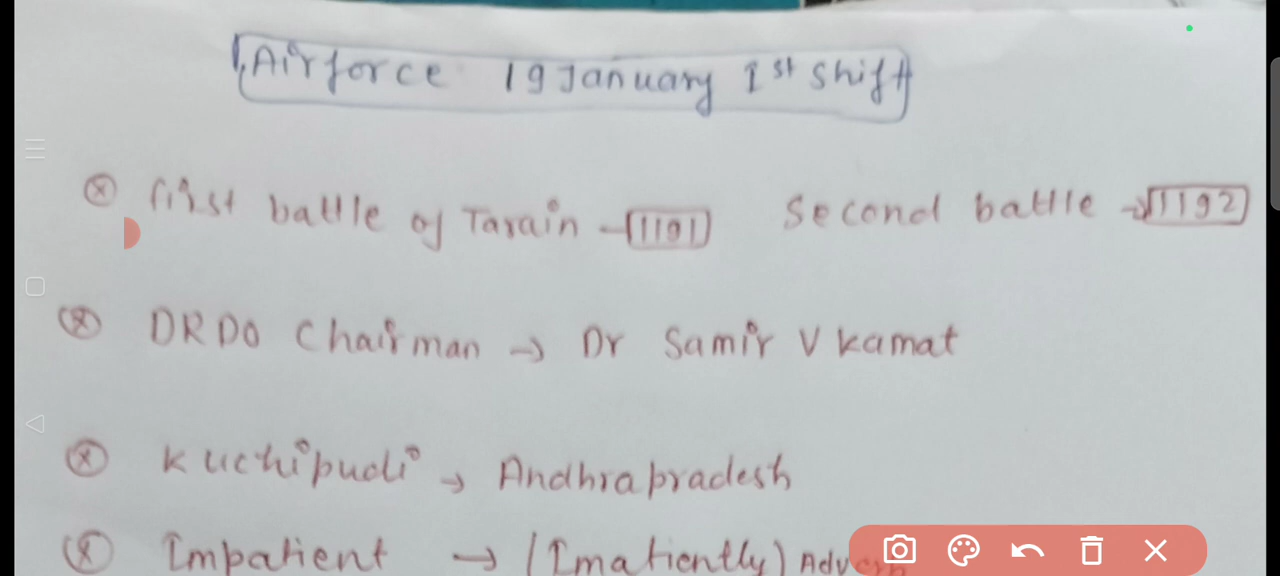 Airforce 19 January 1st shift
first battle of Tarain - 1191 Second battle → 1192
DRDO Chairman → Dr Samir V kamat
Kuchipudi → Andhrapradesh
Impatient → (Imatiently) Adverb